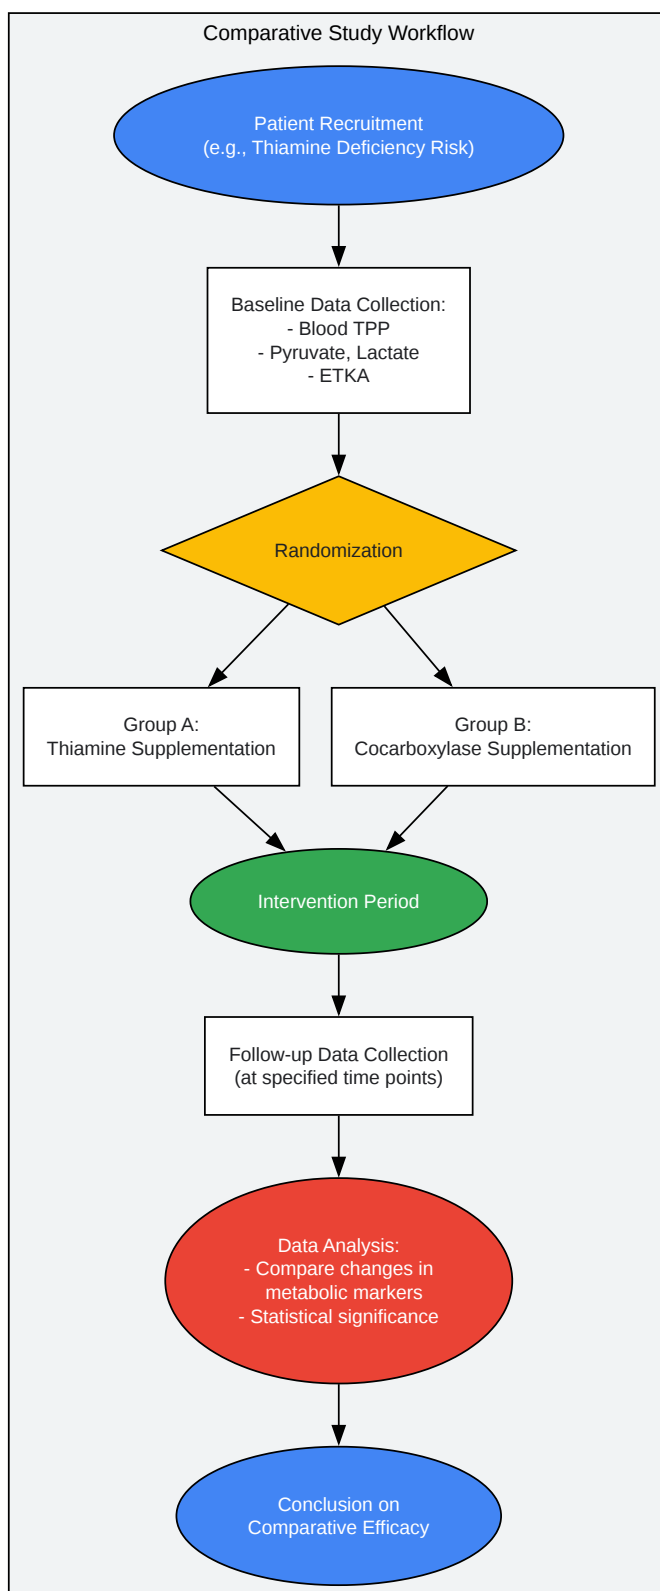 Comparative Study Workflow
Patient Recruitment
(e.g., Thiamine Deficiency Risk)
Baseline Data Collection:
- Blood TPP
- Pyruvate, Lactate
- ETKA
Randomization
Group A:
Thiamine Supplementation
Group B:
Cocarboxylase Supplementation
Intervention Period
Follow-up Data Collection
(at specified time points)
Data Analysis:
- Compare changes in
metabolic markers
- Statistical significance
Conclusion on
Comparative Efficacy